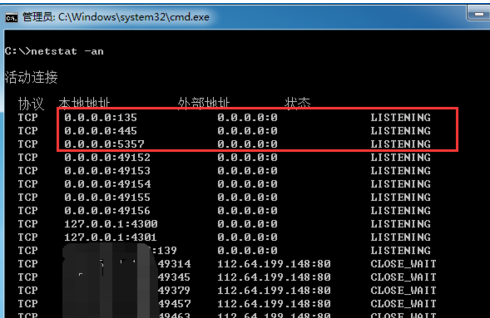 管理员: C:\Windows\system32\cmd.exe
C:\>netstat -an
活动连接
协议 本地地址 外部地址 状态
TCP 0.0.0.0:135 0.0.0.0:0 LISTENING
TCP 0.0.0.0:445 0.0.0.0:0 LISTENING
TCP 0.0.0.0:5357 0.0.0.0:0 LISTENING
TCP 0.0.0.0:49152 0.0.0.0:0 LISTENING
TCP 0.0.0.0:49153 0.0.0.0:0 LISTENING
TCP 0.0.0.0:49154 0.0.0.0:0 LISTENING
TCP 0.0.0.0:49155 0.0.0.0:0 LISTENING
TCP 0.0.0.0:49156 0.0.0.0:0 LISTENING
TCP 127.0.0.1:4300 0.0.0.0:0 LISTENING
TCP 127.0.0.1:4301 0.0.0.0:0 LISTENING
TCP :139 0.0.0.0:0 LISTENING
TCP 49314 112.64.199.148:80 CLOSE_WAIT
TCP 49345 112.64.199.148:80 CLOSE_WAIT
TCP 49379 112.64.199.148:80 CLOSE_WAIT
TCP 49457 112.64.199.148:80 CLOSE_WAIT
TCP 49463 112.64.199.148:80 CLOSE_WAIT